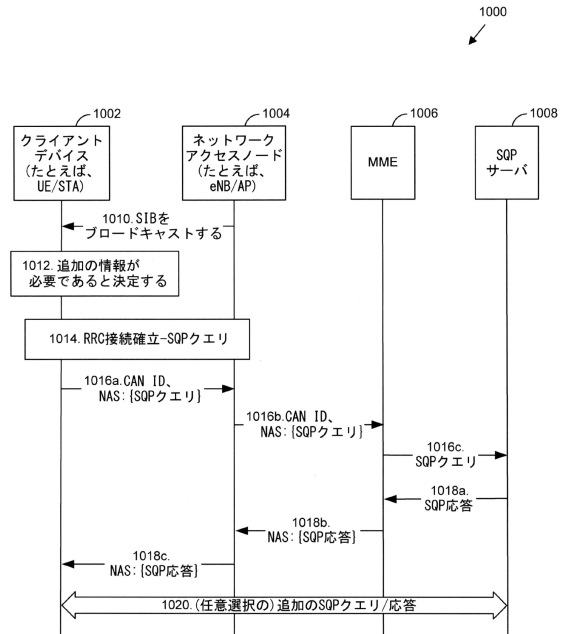 1000
1002
クライアント
デバイス
(たとえば、
UE/STA)
1004
ネットワーク
アクセスノード
(たとえば、
eNB/AP)
1006
MME
1008
SQP
サーバ
1010.SIBを
ブロードキャストする
1012.追加の情報が
必要であると決定する
1014.RRC接続確立-SQPクエリ
1016a.CAN ID、
NAS:{SQPクエリ}
1016b.CAN ID、
NAS:{SQPクエリ}
1016c.
SQPクエリ
1018a.
SQP応答
1018b.
NAS:{SQP応答}
1018c.
NAS:{SQP応答}
1020.(任意選択の)追加のSQPクエリ/応答